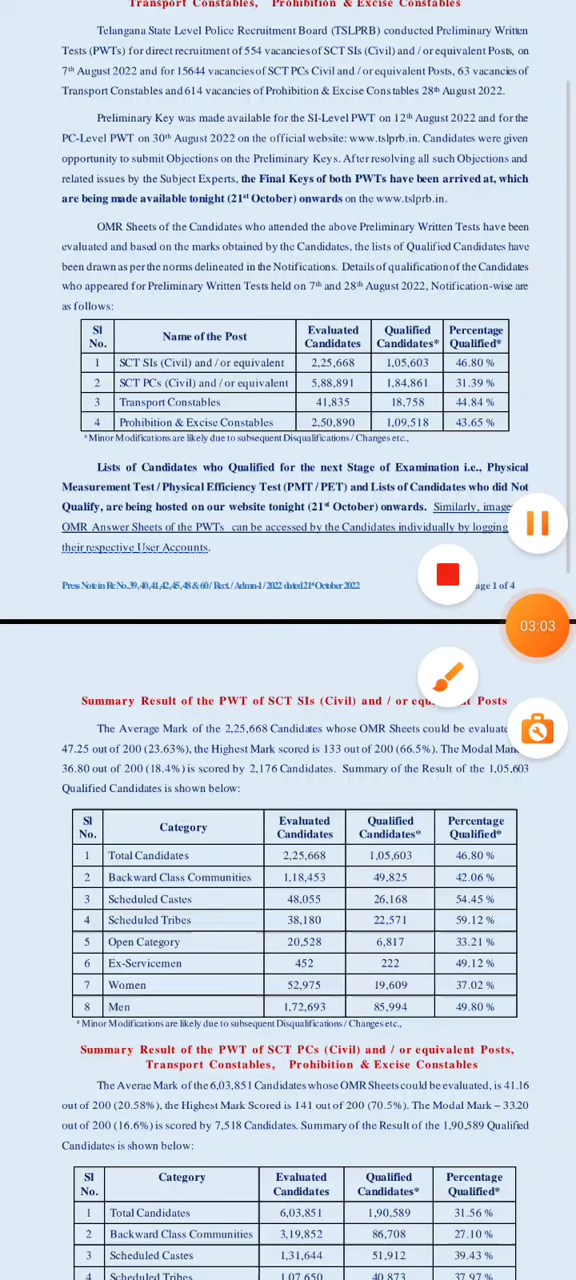 Transport Constables, Prohibition & Excise Constables
Telangana State Level Police Recruitment Board (TSLPRB) conducted Preliminary Written
Tests (PWTs) for direct recruitment of 554 vacancies of SCT SIs (Civil) and / or equivalent Posts, on
7th August 2022 and for 15644 vacancies of SCT PCs Civil and / or equivalent Posts, 63 vacancies of
Transport Constables and 614 vacancies of Prohibition & Excise Constables 28th August 2022.
Preliminary Key was made available for the SI-Level PWT on 12th August 2022 and for the
PC-Level PWT on 30th August 2022 on the official website: www.tslprb.in. Candidates were given
opportunity to submit Objections on the Preliminary Keys. After resolving all such Objections and
related issues by the Subject Experts, the Final Keys of both PWTs have been arrived at, which
are being made available tonight (21st October) onwards on the www.tslprb.in.
OMR Sheets of the Candidates who attended the above Preliminary Written Tests have been
evaluated and based on the marks obtained by the Candidates, the lists of Qualified Candidates have
been drawn as per the norms delineated in the Notifications. Details of qualification of the Candidates
who appeared for Preliminary Written Tests held on 7th and 28th August 2022, Notification-wise are
as follows:
Sl No. Name of the Post Evaluated Candidates Qualified Candidates* Percentage Qualified*
1 SCT SIs (Civil) and / or equivalent 2,25,668 1,05,603 46.80 %
2 SCT PCs (Civil) and / or equivalent 5,88,891 1,84,861 31.39 %
3 Transport Constables 41,835 18,758 44.84 %
4 Prohibition & Excise Constables 2,50,890 1,09,518 43.65 %
*Minor Modifications are likely due to subsequent Disqualifications / Changes etc.,
Lists of Candidates who Qualified for the next Stage of Examination i.e., Physical
Measurement Test / Physical Efficiency Test (PMT / PET) and Lists of Candidates who did Not
Qualify, are being hosted on our website tonight (21st October) onwards. Similarly, image
OMR Answer Sheets of the PWTs can be accessed by the Candidates individually by logging
their respective User Accounts.
Press Note in Rc No. 39, 40, 41, 42, 45, 48 & 60 / Rect. / Admn-1 / 2022 dated 21st October 2022
age 1 of 4
03:03
Summary Result of the PWT of SCT SIs (Civil) and / or equ t Posts
The Average Mark of the 2,25,668 Candidates whose OMR Sheets could be evaluate
47.25 out of 200 (23.63%), the Highest Mark scored is 133 out of 200 (66.5%). The Modal Mar
36.80 out of 200 (18.4%) is scored by 2,176 Candidates. Summary of the Result of the 1,05,603
Qualified Candidates is shown below:
Sl No. Category Evaluated Candidates Qualified Candidates* Percentage Qualified*
1 Total Candidates 2,25,668 1,05,603 46.80 %
2 Backward Class Communities 1,18,453 49,825 42.06 %
3 Scheduled Castes 48,055 26,168 54.45 %
4 Scheduled Tribes 38,180 22,571 59.12 %
5 Open Category 20,528 6,817 33.21 %
6 Ex-Servicemen 452 222 49.12 %
7 Women 52,975 19,609 37.02 %
8 Men 1,72,693 85,994 49.80 %
* Minor Modifications are likely due to subsequent Disqualifications / Changes etc.,
Summary Result of the PWT of SCT PCs (Civil) and / or equivalent Posts,
Transport Constables, Prohibition & Excise Constables
The Averae Mark of the 6,03,851 Candidates whose OMR Sheets could be evaluated, is 41.16
out of 200 (20.58%), the Highest Mark Scored is 141 out of 200 (70.5%). The Modal Mark – 33.20
out of 200 (16.6%) is scored by 7,518 Candidates. Summary of the Result of the 1,90,589 Qualified
Candidates is shown below:
Sl No. Category Evaluated Candidates Qualified Candidates* Percentage Qualified*
1 Total Candidates 6,03,851 1,90,589 31.56 %
2 Backward Class Communities 3,19,852 86,708 27.10 %
3 Scheduled Castes 1,31,644 51,912 39.43 %
4 Scheduled Tribes 1,07,650 40,873 37.97 %